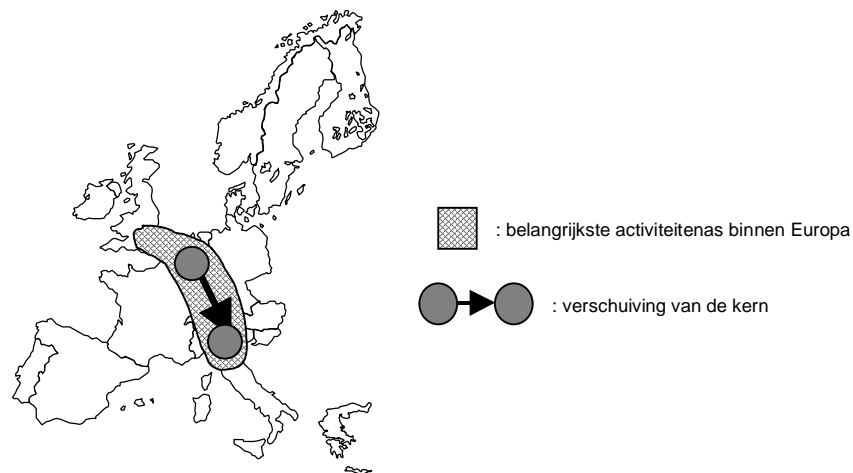 : belangrijkste activiteitenas binnen Europa
: verschuiving van de kern